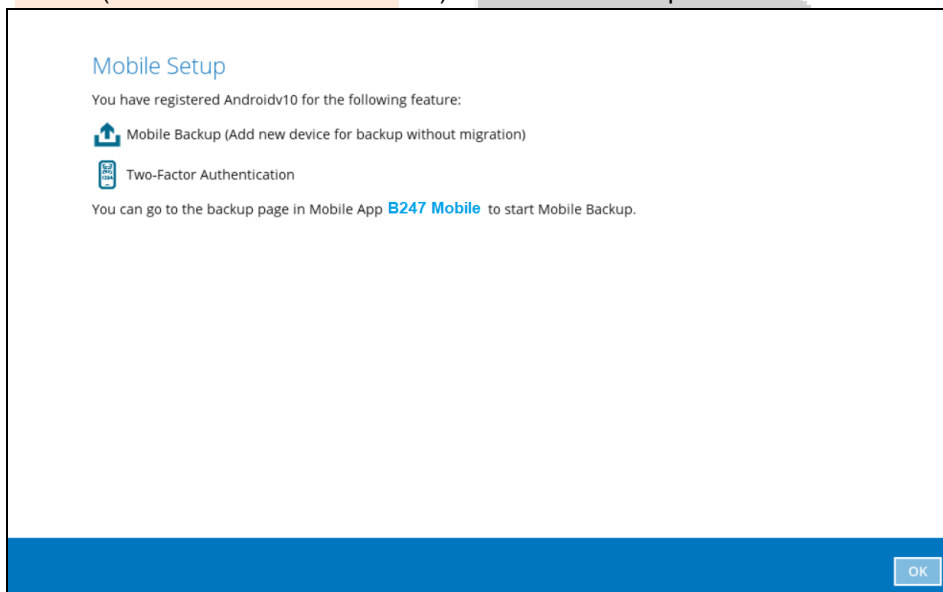 Mobile Setup
You have registered Androidv10 for the following feature:
Mobile Backup (Add new device for backup without migration)
Two-Factor Authentication
You can go to the backup page in Mobile App B247 Mobile to start Mobile Backup.
OK